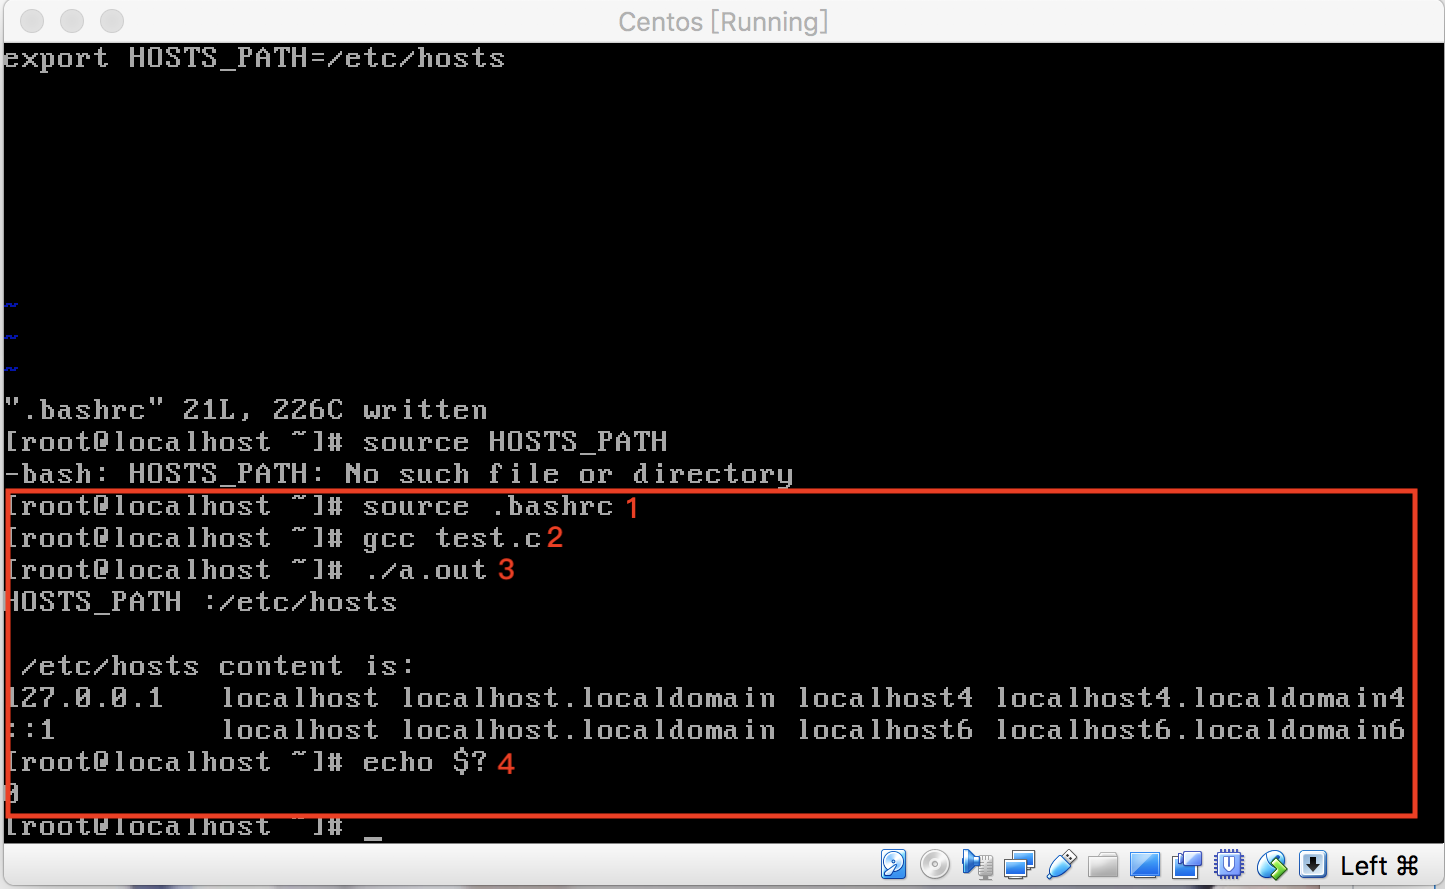 Centos [Running]
export HOSTS_PATH=/etc/hosts
~
~
~
".bashrc" 21L, 226C written
[root@localhost ~]# source HOSTS_PATH
-bash: HOSTS_PATH: No such file or directory
[root@localhost ~]# source .bashrc 1
[root@localhost ~]# gcc test.c 2
[root@localhost ~]# ./a.out 3
HOSTS_PATH :/etc/hosts
/etc/hosts content is:
127.0.0.1   localhost localhost.localdomain localhost4 localhost4.localdomain4
::1         localhost localhost.localdomain localhost6 localhost6.localdomain6
[root@localhost ~]# echo $? 4
0
[root@localhost ~]# _
Left ⌘